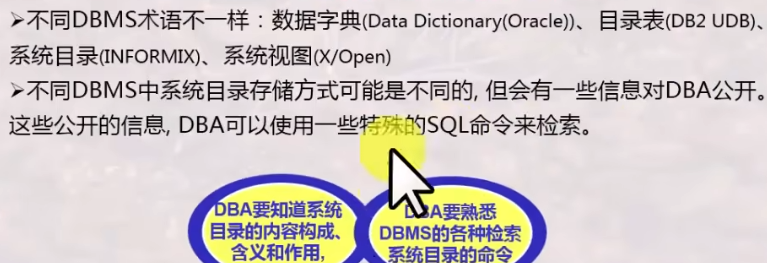 ➢不同DBMS术语不一样：数据字典(Data Dictionary(Oracle))、目录表(DB2 UDB)、
系统目录(INFORMIX)、系统视图(X/Open)
➢不同DBMS中系统目录存储方式可能是不同的, 但会有一些信息对DBA公开。
这些公开的信息, DBA可以使用一些特殊的SQL命令来检索。
DBA要知道系统
目录的内容构成、
含义和作用,
DBA要熟悉
DBMS的各种检索
系统目录的命令